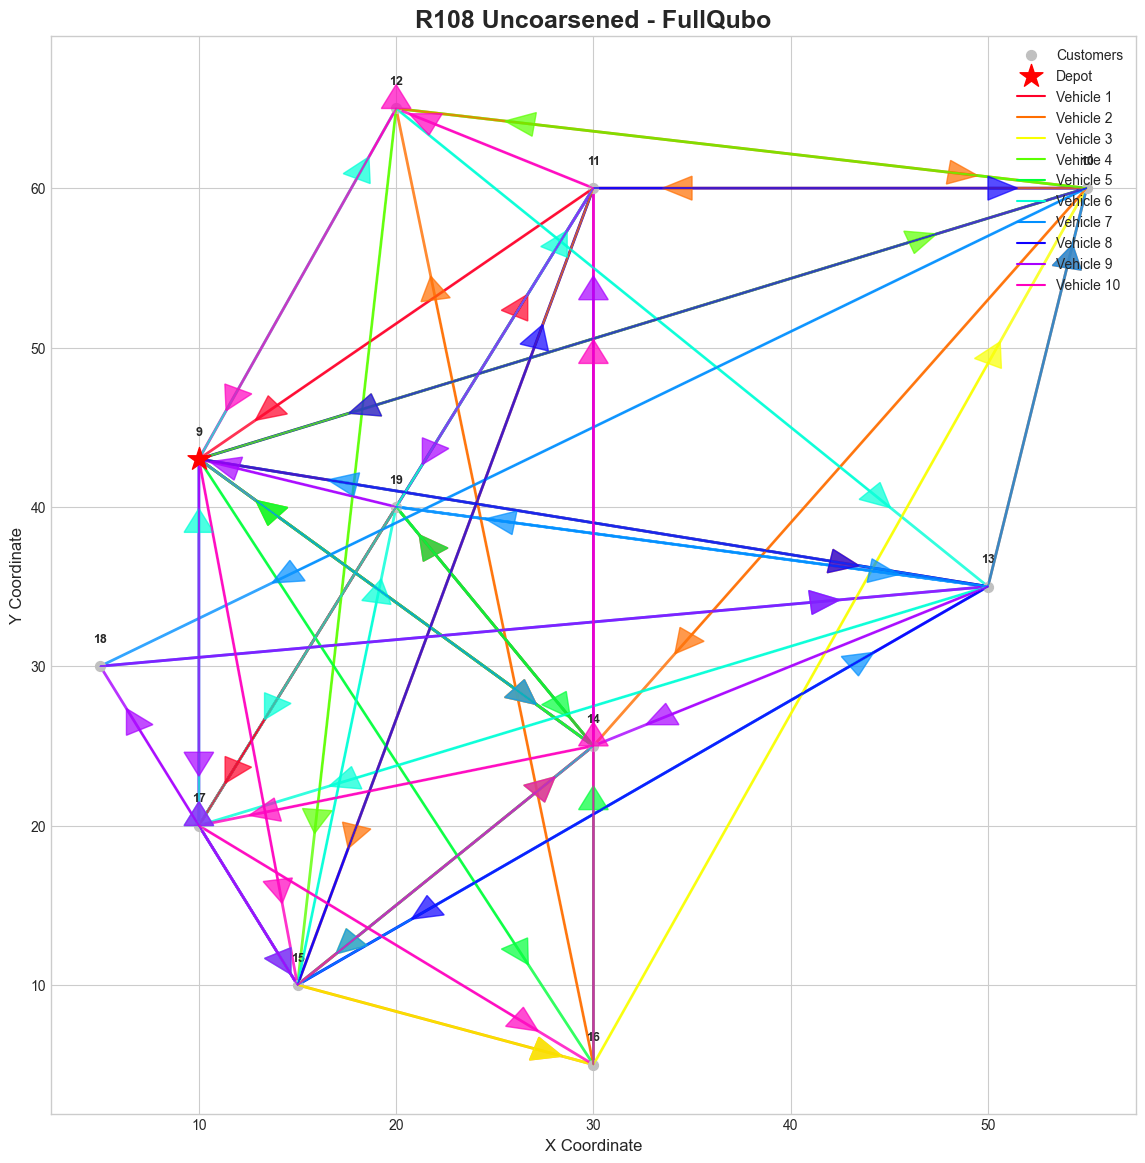 R108 Uncoarsened - FullQubo
Customers
Depot
Vehicle 1
Vehicle 2
Vehicle 3
Vehicle 4
Vehicle 5
Vehicle 6
Vehicle 7
Vehicle 8
Vehicle 9
Vehicle 10
12
11
10
9
19
13
18
14
17
15
16
60
50
40
30
20
10
Y Coordinate
10
20
30
40
50
X Coordinate